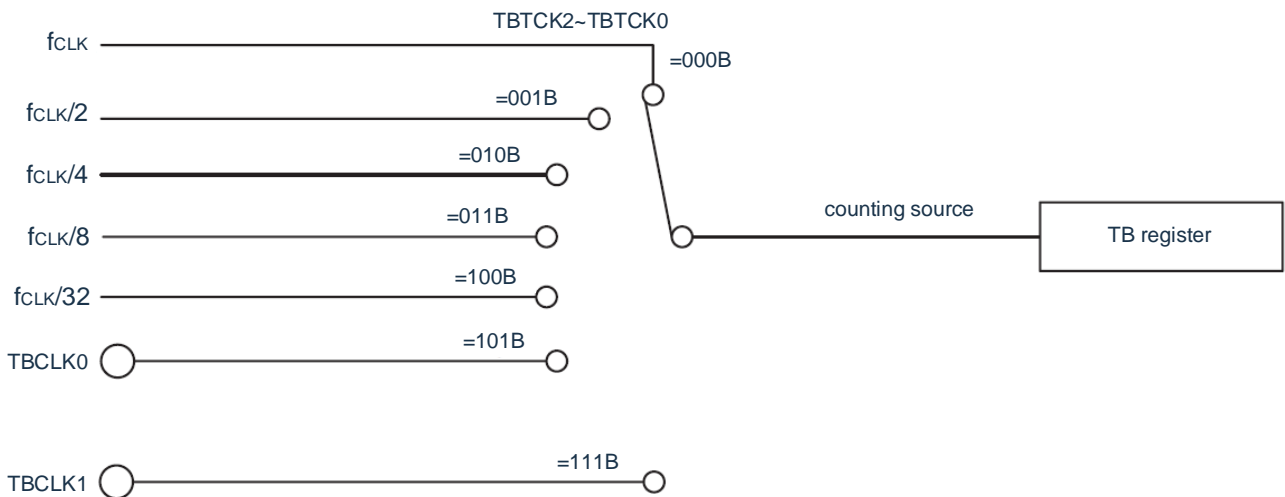 TBTCK2~TBTCK0
fCLK
=000B
fCLK/2
=001B
fCLK/4
=010B
fCLK/8
=011B
counting source
TB register
fCLK/32
=100B
TBCLK0
=101B
TBCLK1
=111B